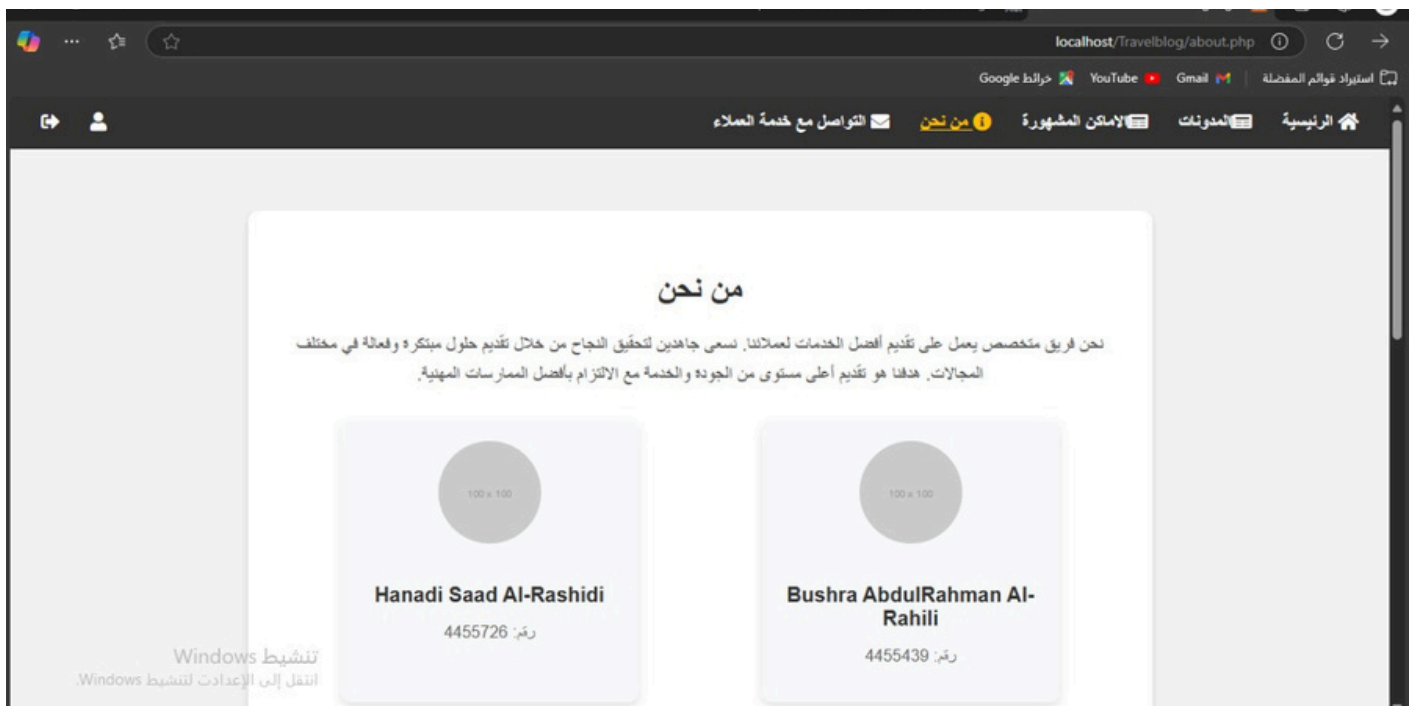 localhost/Travelblog/about.php
استيراد قوائم المفضلة Gmail YouTube خرائط Google
الرئيسية المدونات الاماكن المشهورة من نحن التواصل مع خدمة العملاء
من نحن
نحن فريق متخصص يعمل على تقديم أفضل الخدمات لعملائنا. نسعى جاهدين لتحقيق النجاح من خلال تقديم حلول مبتكرة وفعالة في مختلف
المجالات. هدفنا هو تقديم أعلى مستوى من الجودة والخدمة مع الالتزام بأفضل الممارسات المهنية.
100 x 100
Bushra AbdulRahman Al-
Rahili
رقم: 4455439
100 x 100
Hanadi Saad Al-Rashidi
رقم: 4455726
تنشيط Windows
انتقل إلى الإعدادت لتنشيط Windows.